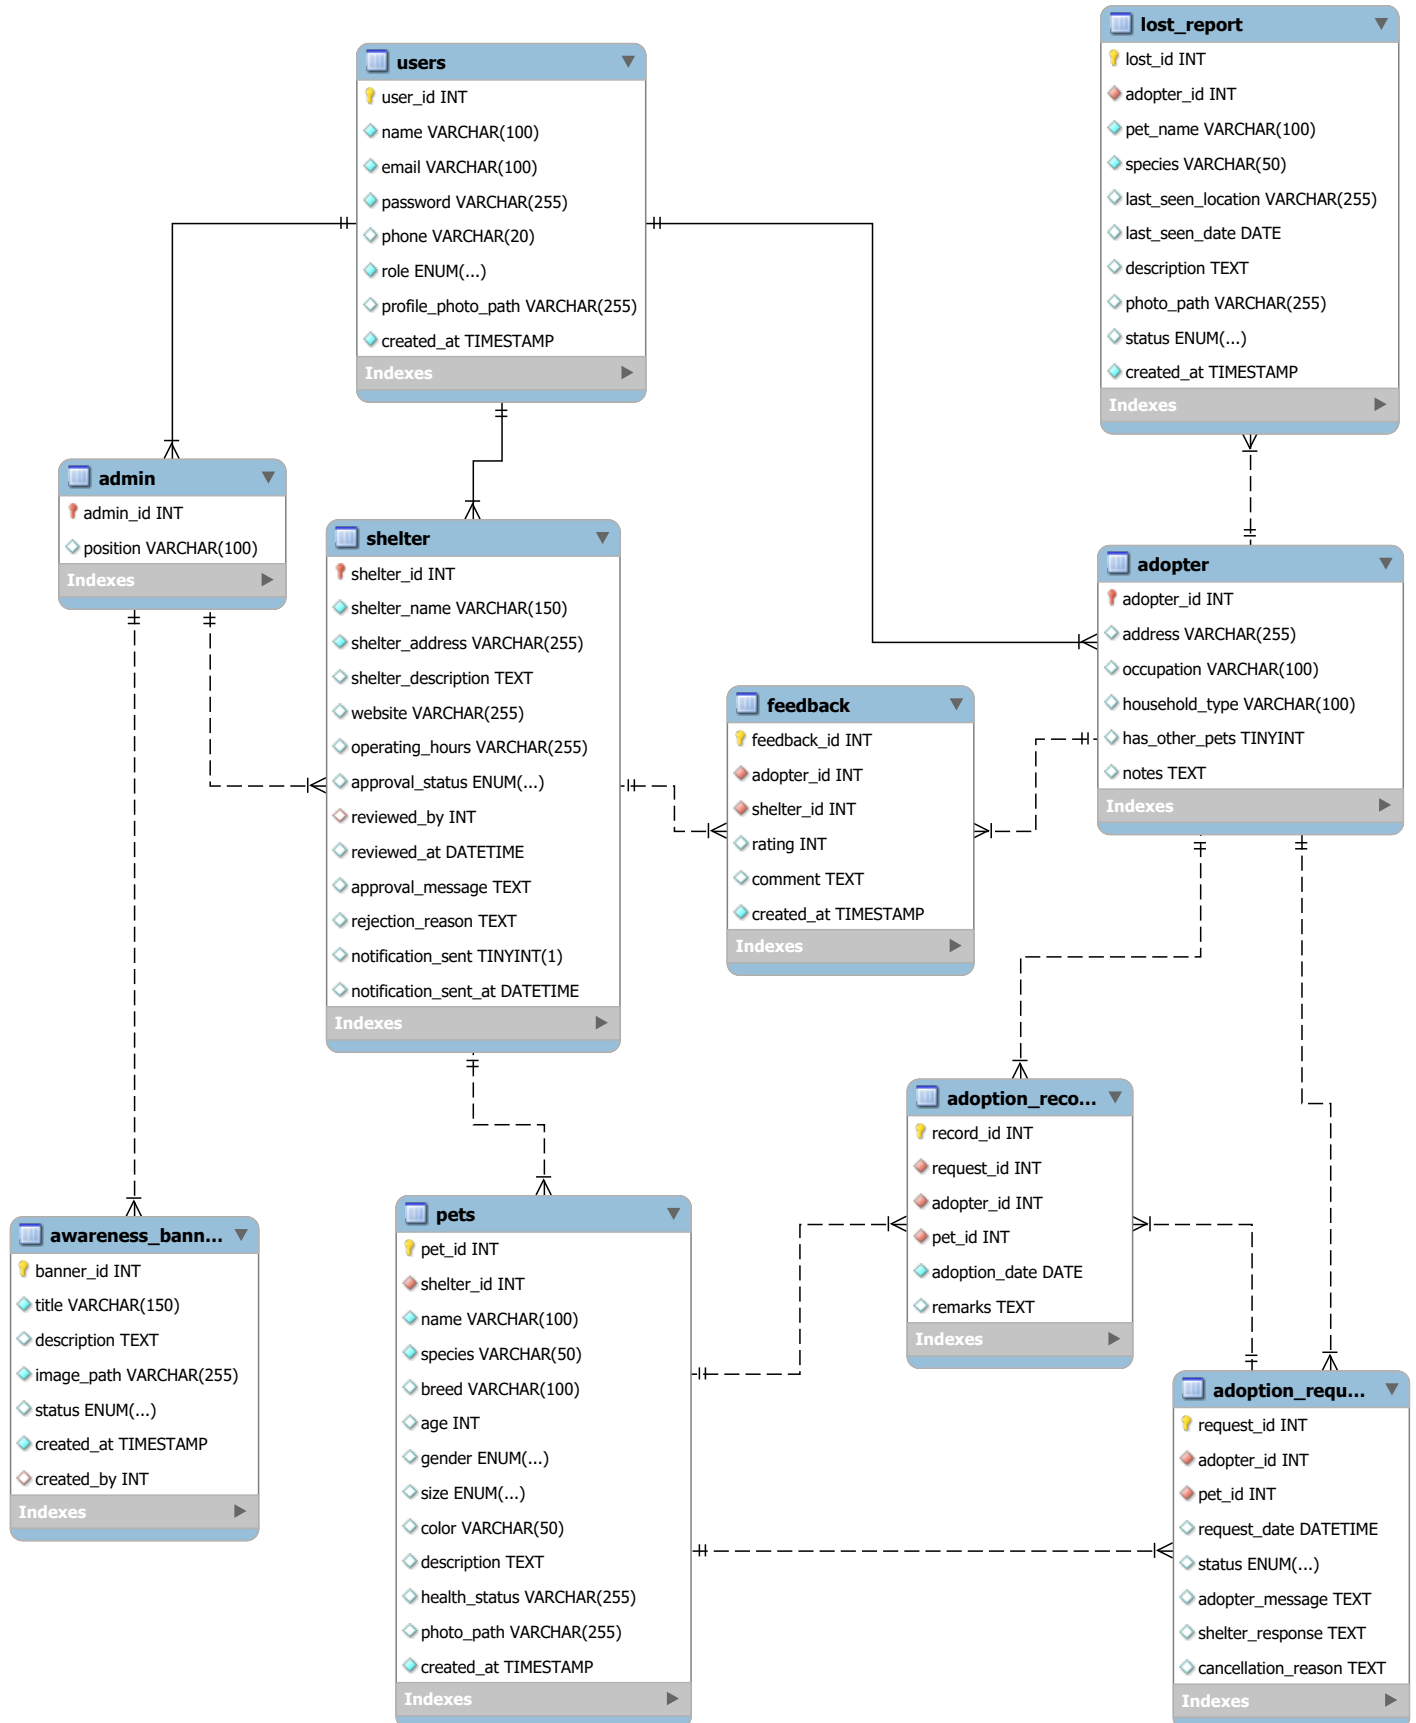 users
user_id INT
name VARCHAR(100)
email VARCHAR(100)
password VARCHAR(255)
phone VARCHAR(20)
role ENUM(...)
profile_photo_path VARCHAR(255)
created_at TIMESTAMP
Indexes
lost_report
lost_id INT
adopter_id INT
pet_name VARCHAR(100)
species VARCHAR(50)
last_seen_location VARCHAR(255)
last_seen_date DATE
description TEXT
photo_path VARCHAR(255)
status ENUM(...)
created_at TIMESTAMP
Indexes
admin
admin_id INT
position VARCHAR(100)
Indexes
shelter
shelter_id INT
shelter_name VARCHAR(150)
shelter_address VARCHAR(255)
shelter_description TEXT
website VARCHAR(255)
operating_hours VARCHAR(255)
approval_status ENUM(...)
reviewed_by INT
reviewed_at DATETIME
approval_message TEXT
rejection_reason TEXT
notification_sent TINYINT(1)
notification_sent_at DATETIME
Indexes
adopter
adopter_id INT
address VARCHAR(255)
occupation VARCHAR(100)
household_type VARCHAR(100)
has_other_pets TINYINT
notes TEXT
Indexes
feedback
feedback_id INT
adopter_id INT
shelter_id INT
rating INT
comment TEXT
created_at TIMESTAMP
Indexes
adoption_reco...
record_id INT
request_id INT
adopter_id INT
pet_id INT
adoption_date DATE
remarks TEXT
Indexes
awareness_bann...
banner_id INT
title VARCHAR(150)
description TEXT
image_path VARCHAR(255)
status ENUM(...)
created_at TIMESTAMP
created_by INT
Indexes
pets
pet_id INT
shelter_id INT
name VARCHAR(100)
species VARCHAR(50)
breed VARCHAR(100)
age INT
gender ENUM(...)
size ENUM(...)
color VARCHAR(50)
description TEXT
health_status VARCHAR(255)
photo_path VARCHAR(255)
created_at TIMESTAMP
Indexes
adoption_requ...
request_id INT
adopter_id INT
pet_id INT
request_date DATETIME
status ENUM(...)
adopter_message TEXT
shelter_response TEXT
cancellation_reason TEXT
Indexes